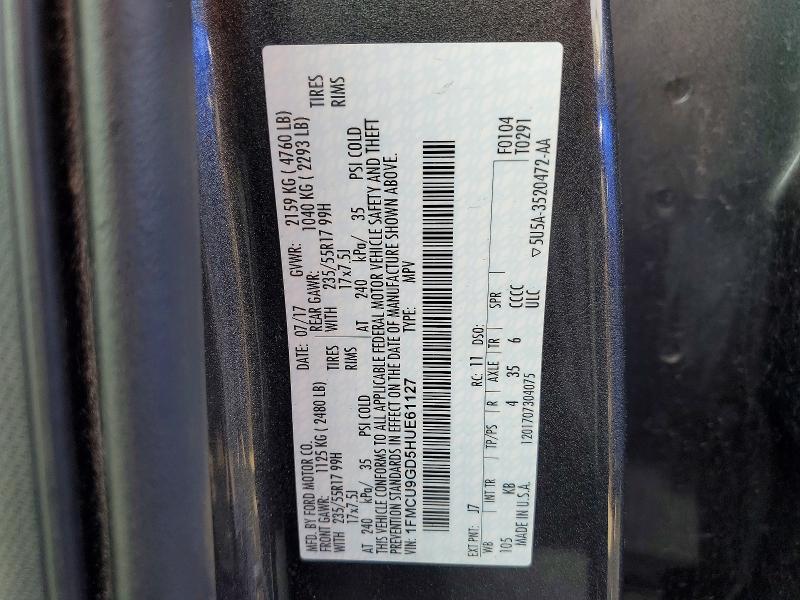 MFD. BY FORD MOTOR CO.
DATE: 07/17 GVWR: 2159 KG ( 4760 LB)
FRONT GAWR: 1125 KG ( 2480 LB) REAR GAWR: 1040 KG ( 2293 LB)
WITH 235/55R17 99H TIRES WITH 235/55R17 99H TIRES
17x7.5J RIMS 17x7.5J RIMS
AT 240 kPa/ 35 PSI COLD AT 240 kPa/ 35 PSI COLD
THIS VEHICLE CONFORMS TO ALL APPLICABLE FEDERAL MOTOR VEHICLE SAFETY AND THEFT
PREVENTION STANDARDS IN EFFECT ON THE DATE OF MANUFACTURE SHOWN ABOVE.
VIN: 1FMCU9GD5HUE61127 TYPE: MPV
F0104
T0291
EXT PNT: J7 RC: 11 DSO:
WB INT TR TP/PS R AXLE TR SPR
105 KB 4 35 6 CCCC
MADE IN U.S.A. 1201707304075 ULC
▽5U5A-3520472-AA